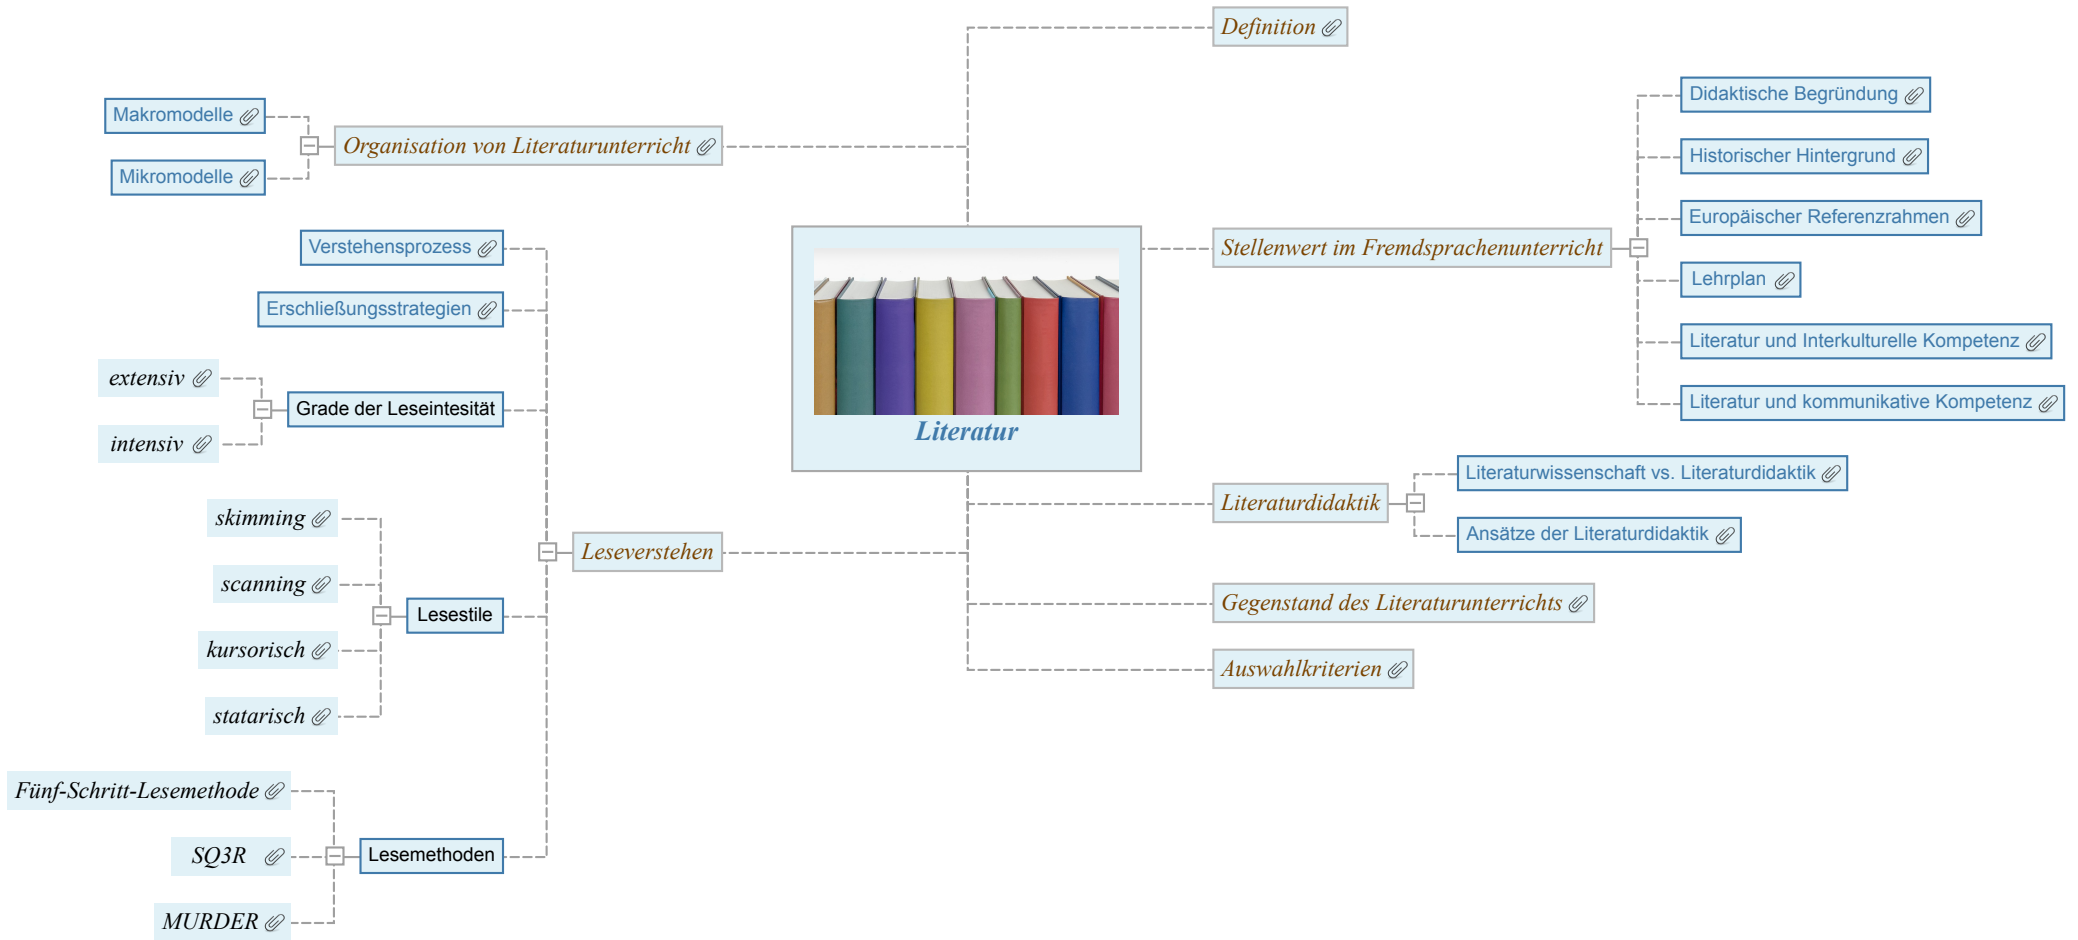 Definition
Didaktische Begründung
Makromodelle
Organisation von Literaturunterricht
Historischer Hintergrund
Mikromodelle
Europäischer Referenzrahmen
Verstehensprozess
Stellenwert im Fremdsprachenunterricht
Lehrplan
Erschließungsstrategien
Literatur und Interkulturelle Kompetenz
extensiv
Grade der Leseintesität
Literatur und kommunikative Kompetenz
Literatur
intensiv
Literaturwissenschaft vs. Literaturdidaktik
Literaturdidaktik
skimming
Ansätze der Literaturdidaktik
Leseverstehen
scanning
Gegenstand des Literaturunterrichts
Lesestile
kursorisch
Auswahlkriterien
statarisch
Fünf-Schritt-Lesemethode
SQ3R
Lesemethoden
MURDER